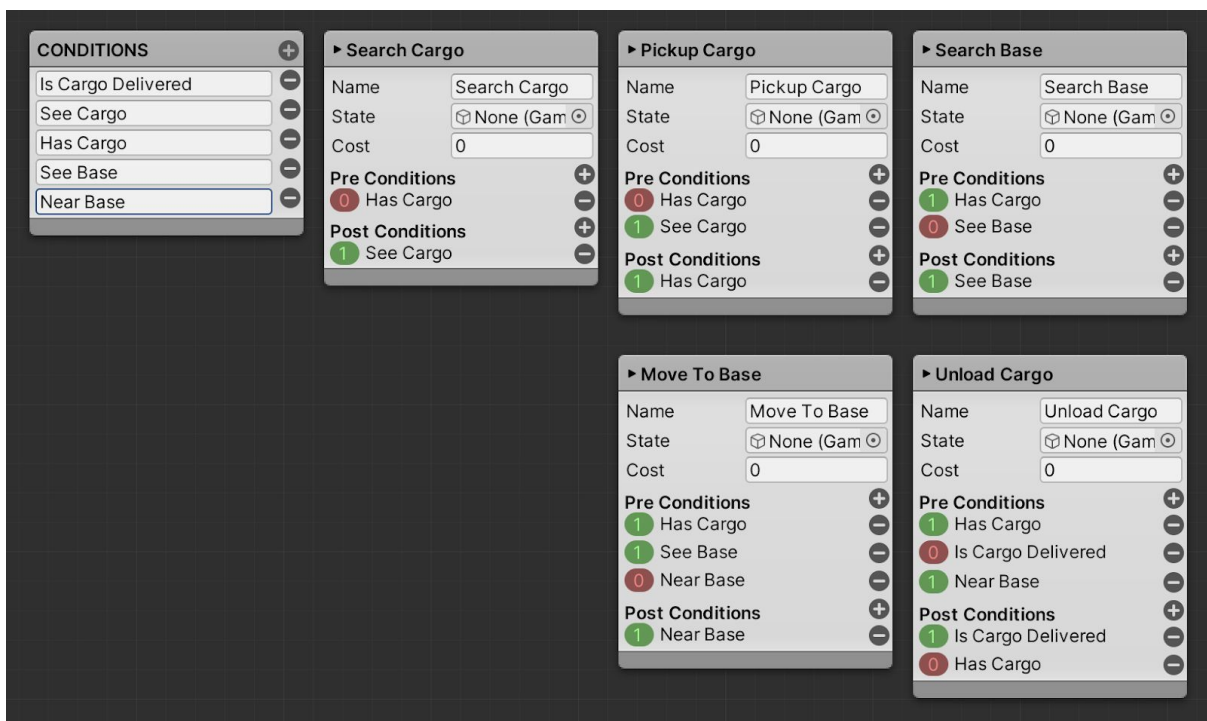 CONDITIONS
Is Cargo Delivered
See Cargo
Has Cargo
See Base
Near Base
Search Cargo
Name Search Cargo
State None (Gam
Cost 0
Pre Conditions
0 Has Cargo
Post Conditions
1 See Cargo
Pickup Cargo
Name Pickup Cargo
State None (Gam
Cost 0
Pre Conditions
0 Has Cargo
1 See Cargo
Post Conditions
1 Has Cargo
Search Base
Name Search Base
State None (Gam
Cost 0
Pre Conditions
1 Has Cargo
0 See Base
Post Conditions
1 See Base
Move To Base
Name Move To Base
State None (Gam
Cost 0
Pre Conditions
1 Has Cargo
1 See Base
0 Near Base
Post Conditions
1 Near Base
Unload Cargo
Name Unload Cargo
State None (Gam
Cost 0
Pre Conditions
1 Has Cargo
0 Is Cargo Delivered
1 Near Base
Post Conditions
1 Is Cargo Delivered
0 Has Cargo